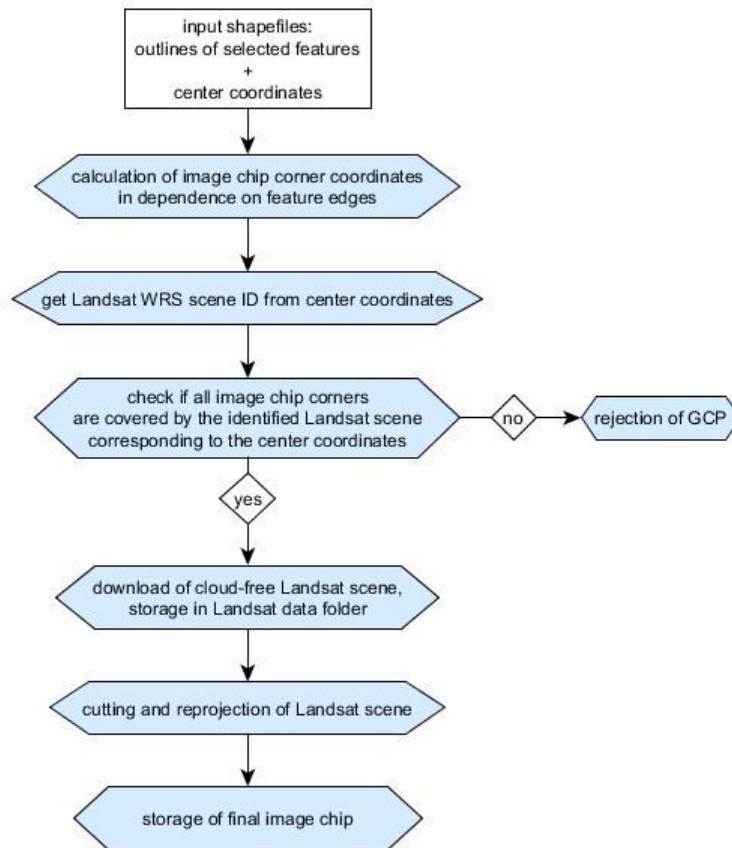 input shapefiles:
outlines of selected features
+
center coordinates
calculation of image chip corner coordinates
in dependence on feature edges
get Landsat WRS scene ID from center coordinates
check if all image chip corners
are covered by the identified Landsat scene
corresponding to the center coordinates
no
rejection of GCP
yes
download of cloud-free Landsat scene,
storage in Landsat data folder
cutting and reprojection of Landsat scene
storage of final image chip